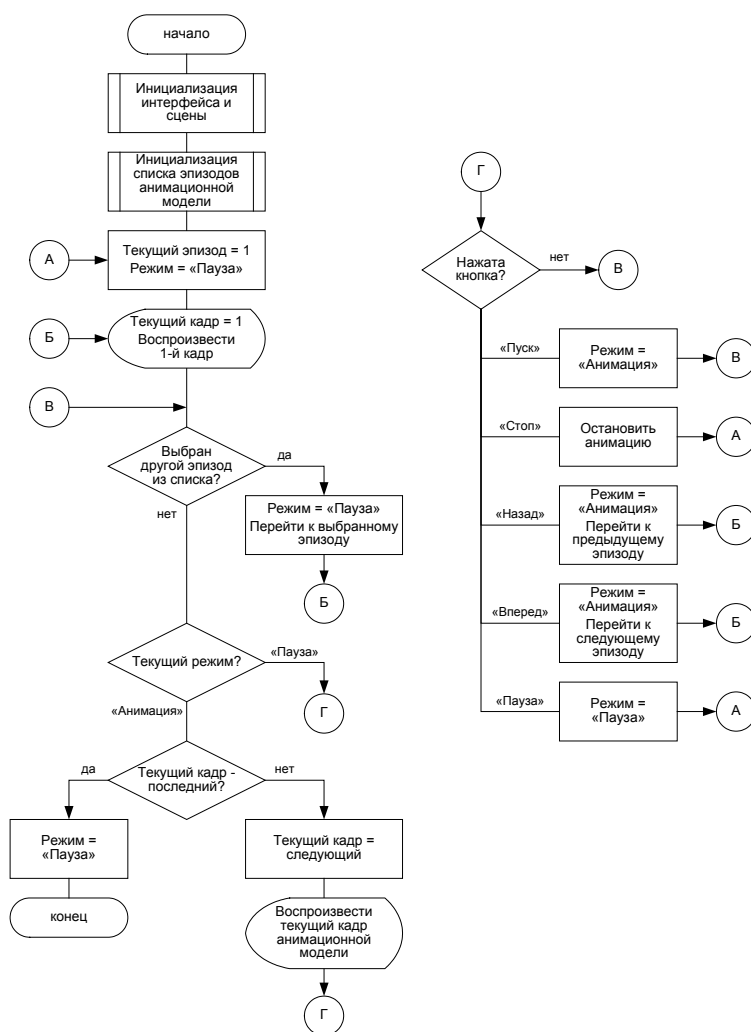 начало
Инициализация
интерфейса и
сцены
Инициализация
списка эпизодов
анимационной
модели
А
Текущий эпизод = 1
Режим = «Пауза»
Б
Текущий кадр = 1
Воспроизвести
1-й кадр
В
Выбран
другой эпизод
из списка?
да
нет
Режим = «Пауза»
Перейти к выбранному
эпизоду
Б
Текущий режим?
«Пауза»
Г
«Анимация»
Текущий кадр -
последний?
да
нет
Режим =
«Пауза»
конец
Текущий кадр =
следующий
Воспроизвести
текущий кадр
анимационной
модели
Г
Г
Нажата
кнопка?
нет
В
«Пуск»
Режим =
«Анимация»
В
«Стоп»
Остановить
анимацию
А
«Назад»
Режим =
«Анимация»
Перейти к
предыдущему
эпизоду
Б
«Вперед»
Режим =
«Анимация»
Перейти к
следующему
эпизоду
Б
«Пауза»
Режим =
«Пауза»
А